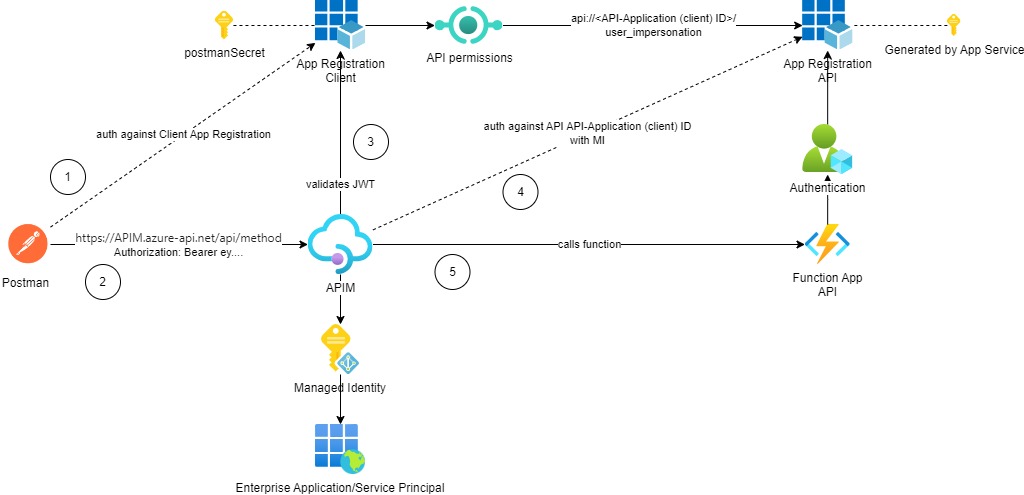 postmanSecret
App Registration
Client
API permissions
api://<API-Application (client) ID>/
user_impersonation
App Registration
API
Generated by App Service
auth against Client App Registration
3
auth against API API-Application (client) ID
with MI
1
validates JWT
4
Authentication
https://APIM.azure-api.net/api/method
Authorization: Bearer ey....
calls function
Postman
2
APIM
5
Function App
API
Managed Identity
Enterprise Application/Service Principal